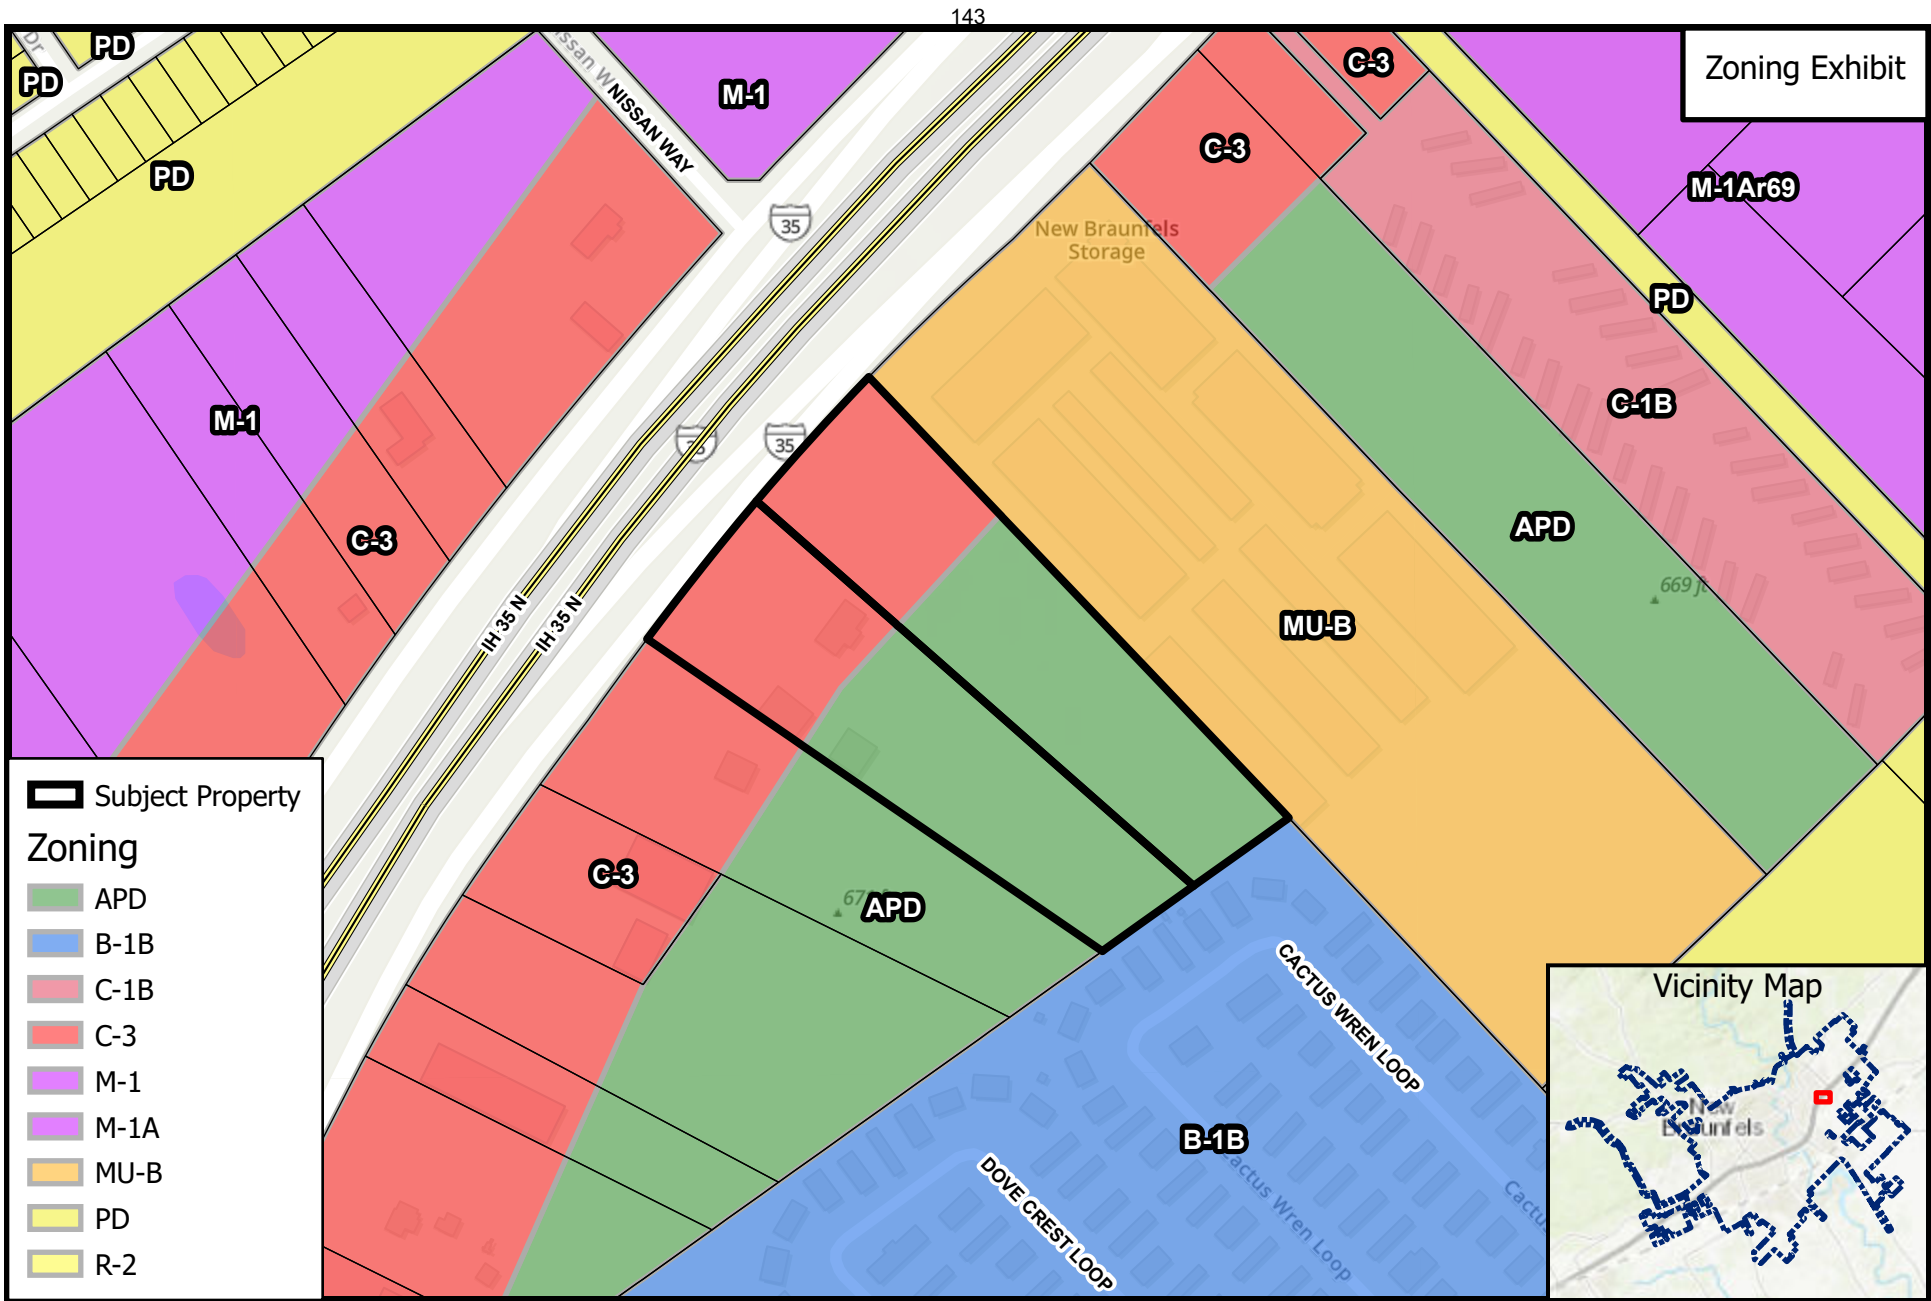 143
Zoning Exhibit
PD
Dr
PD
PD
NISSAN WAY
M-1
C-3
C-3
M-1Ar69
35
New Braunfels
Storage
PD
C-1B
M-1
35
35
C-3
APD
669 ft
MU-B
IH 35 N
IH 35 N
C-3
APD
CACTUS WREN LOOP
B-1B
Cactus Wren Loop
DOVE CREST LOOP
Subject Property
Zoning
APD
B-1B
C-1B
C-3
M-1
M-1A
MU-B
PD
R-2
Vicinity Map
New
Braunfels